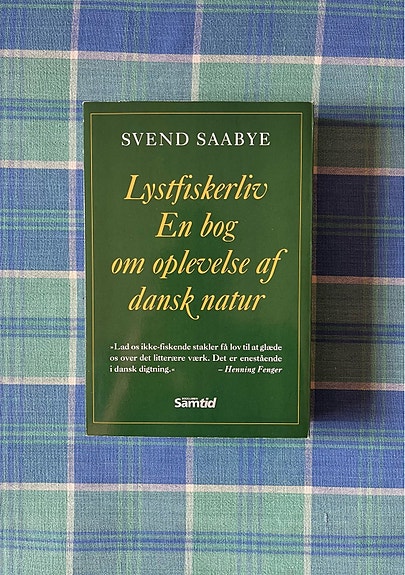 SVEND SAABYE
Lystfiskerliv
En bog
om oplevelse af
dansk natur
»Lad os ikke-fiskende stakler få lov til at glæde
os over det litterære værk. Det er enestående
i dansk digtning.« – Henning Fenger
Samtid